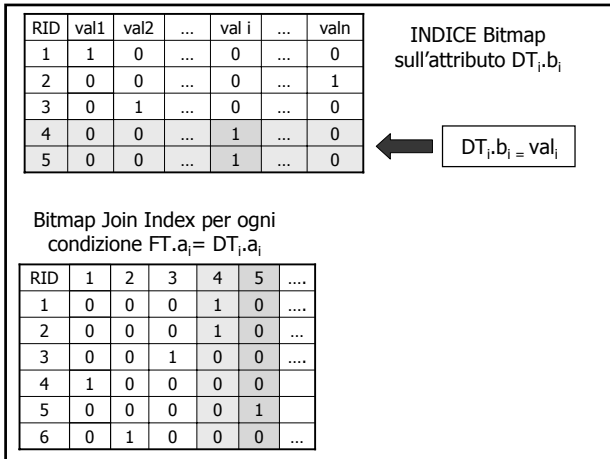 RID val1 val2 ... val i ... valn
1 1 0 ... 0 ... 0
2 0 0 ... 0 ... 1
3 0 1 ... 0 ... 0
4 0 0 ... 1 ... 0
5 0 0 ... 1 ... 0
INDICE Bitmap
sull'attributo DTi.bi
DTi.bi = vali
Bitmap Join Index per ogni
condizione FT.ai= DTi.ai
RID 1 2 3 4 5 ....
1 0 0 0 1 0 ....
2 0 0 0 1 0 ...
3 0 0 1 0 0 ....
4 1 0 0 0 0
5 0 0 0 0 1
6 0 1 0 0 0 ...